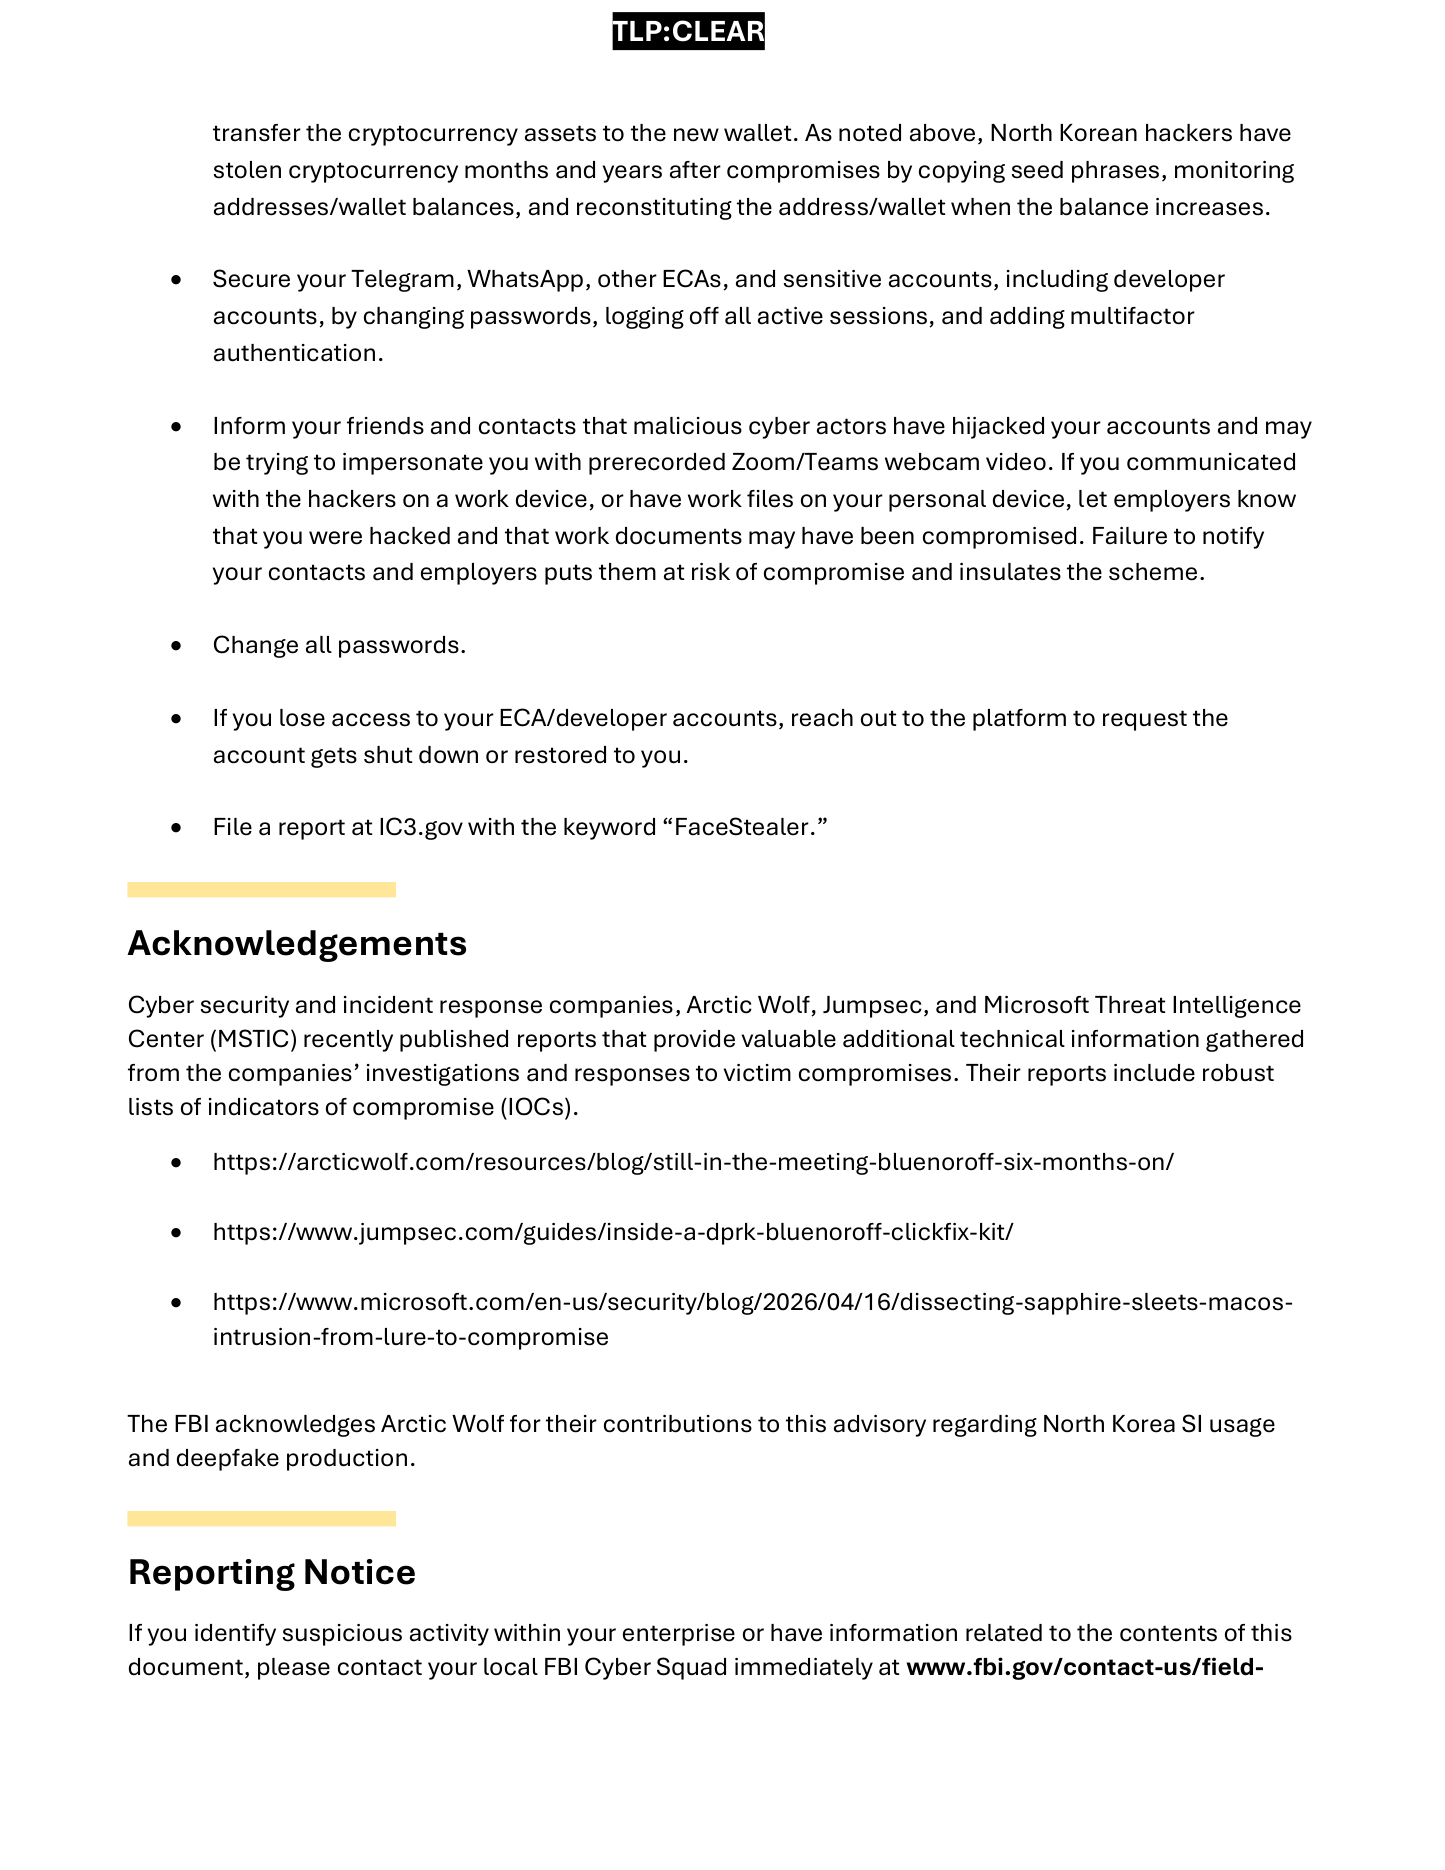 TLP:CLEAR
transfer the cryptocurrency assets to the new wallet. As noted above, North Korean hackers have
stolen cryptocurrency months and years after compromises by copying seed phrases, monitoring
addresses/wallet balances, and reconstituting the address/wallet when the balance increases.
• Secure your Telegram, WhatsApp, other ECAs, and sensitive accounts, including developer
accounts, by changing passwords, logging off all active sessions, and adding multifactor
authentication.
• Inform your friends and contacts that malicious cyber actors have hijacked your accounts and may
be trying to impersonate you with prerecorded Zoom/Teams webcam video. If you communicated
with the hackers on a work device, or have work files on your personal device, let employers know
that you were hacked and that work documents may have been compromised. Failure to notify
your contacts and employers puts them at risk of compromise and insulates the scheme.
• Change all passwords.
• If you lose access to your ECA/developer accounts, reach out to the platform to request the
account gets shut down or restored to you.
• File a report at IC3.gov with the keyword “FaceStealer.”
Acknowledgements
Cyber security and incident response companies, Arctic Wolf, Jumpsec, and Microsoft Threat Intelligence
Center (MSTIC) recently published reports that provide valuable additional technical information gathered
from the companies’ investigations and responses to victim compromises. Their reports include robust
lists of indicators of compromise (IOCs).
• https://arcticwolf.com/resources/blog/still-in-the-meeting-bluenoroff-six-months-on/
• https://www.jumpsec.com/guides/inside-a-dprk-bluenoroff-clickfix-kit/
• https://www.microsoft.com/en-us/security/blog/2026/04/16/dissecting-sapphire-sleets-macos-
intrusion-from-lure-to-compromise
The FBI acknowledges Arctic Wolf for their contributions to this advisory regarding North Korea SI usage
and deepfake production.
Reporting Notice
If you identify suspicious activity within your enterprise or have information related to the contents of this
document, please contact your local FBI Cyber Squad immediately at www.fbi.gov/contact-us/field-